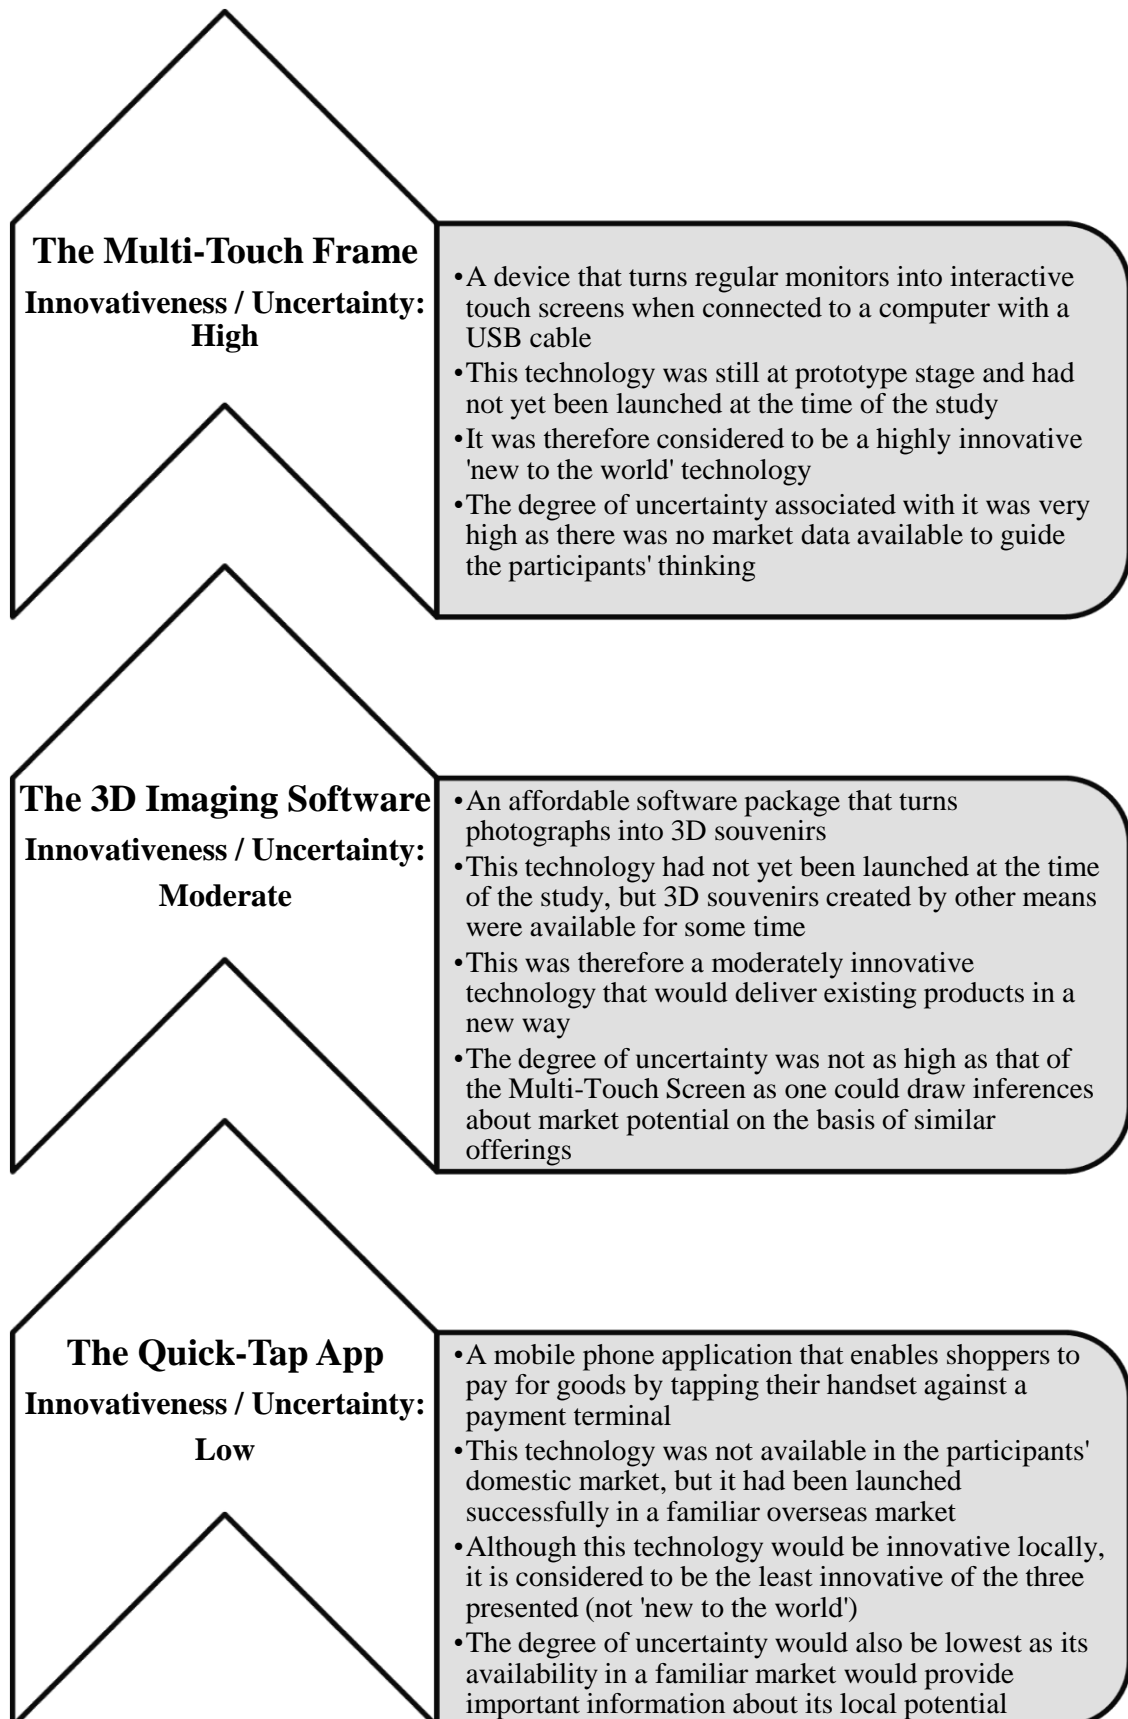 The Multi-Touch Frame
Innovativeness / Uncertainty:
High
•A device that turns regular monitors into interactive
touch screens when connected to a computer with a
USB cable
•This technology was still at prototype stage and had
not yet been launched at the time of the study
•It was therefore considered to be a highly innovative
'new to the world' technology
•The degree of uncertainty associated with it was very
high as there was no market data available to guide
the participants' thinking
The 3D Imaging Software
Innovativeness / Uncertainty:
Moderate
•An affordable software package that turns
photographs into 3D souvenirs
•This technology had not yet been launched at the time
of the study, but 3D souvenirs created by other means
were available for some time
•This was therefore a moderately innovative
technology that would deliver existing products in a
new way
•The degree of uncertainty was not as high as that of
the Multi-Touch Screen as one could draw inferences
about market potential on the basis of similar
offerings
The Quick-Tap App
Innovativeness / Uncertainty:
Low
•A mobile phone application that enables shoppers to
pay for goods by tapping their handset against a
payment terminal
•This technology was not available in the participants'
domestic market, but it had been launched
successfully in a familiar overseas market
•Although this technology would be innovative locally,
it is considered to be the least innovative of the three
presented (not 'new to the world')
•The degree of uncertainty would also be lowest as its
availability in a familiar market would provide
important information about its local potential